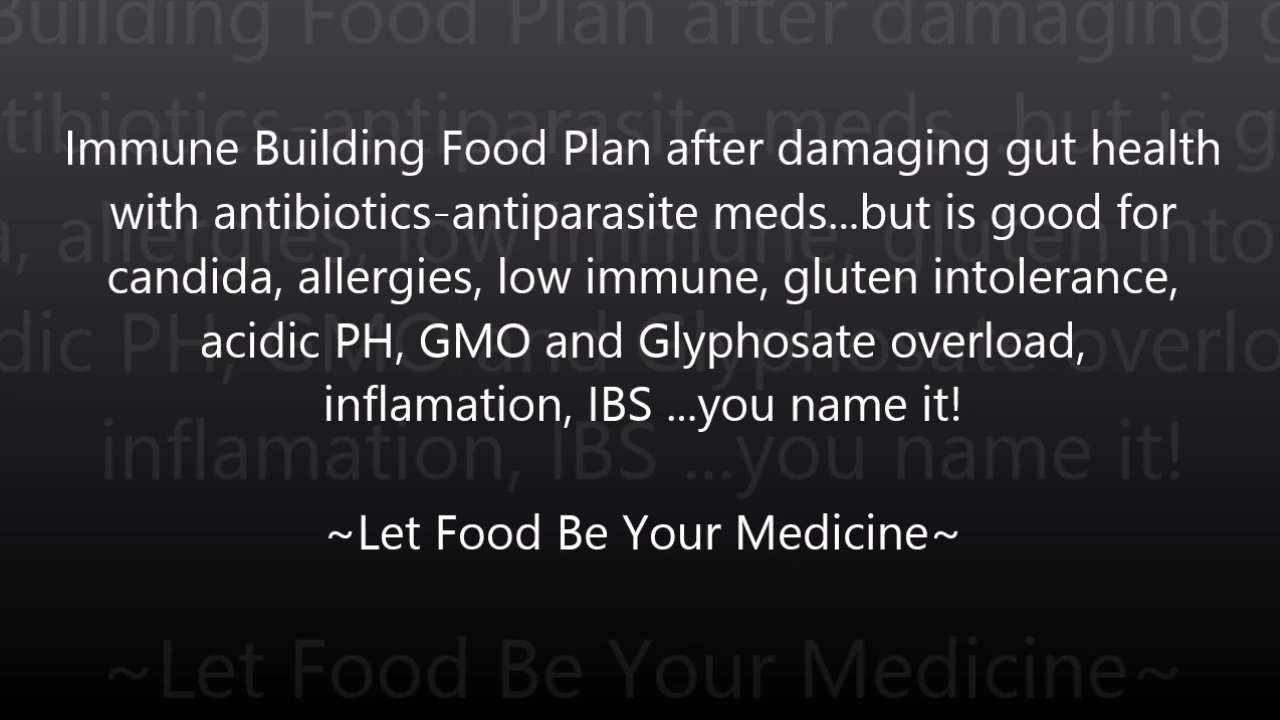 Immune Building Food Plan after damaging gut health
with antibiotics-antiparasite meds...but is good for
candida, allergies, low immune, gluten intolerance,
acidic PH, GMO and Glyphosate overload,
inflamation, IBS ...you name it!
~Let Food Be Your Medicine~